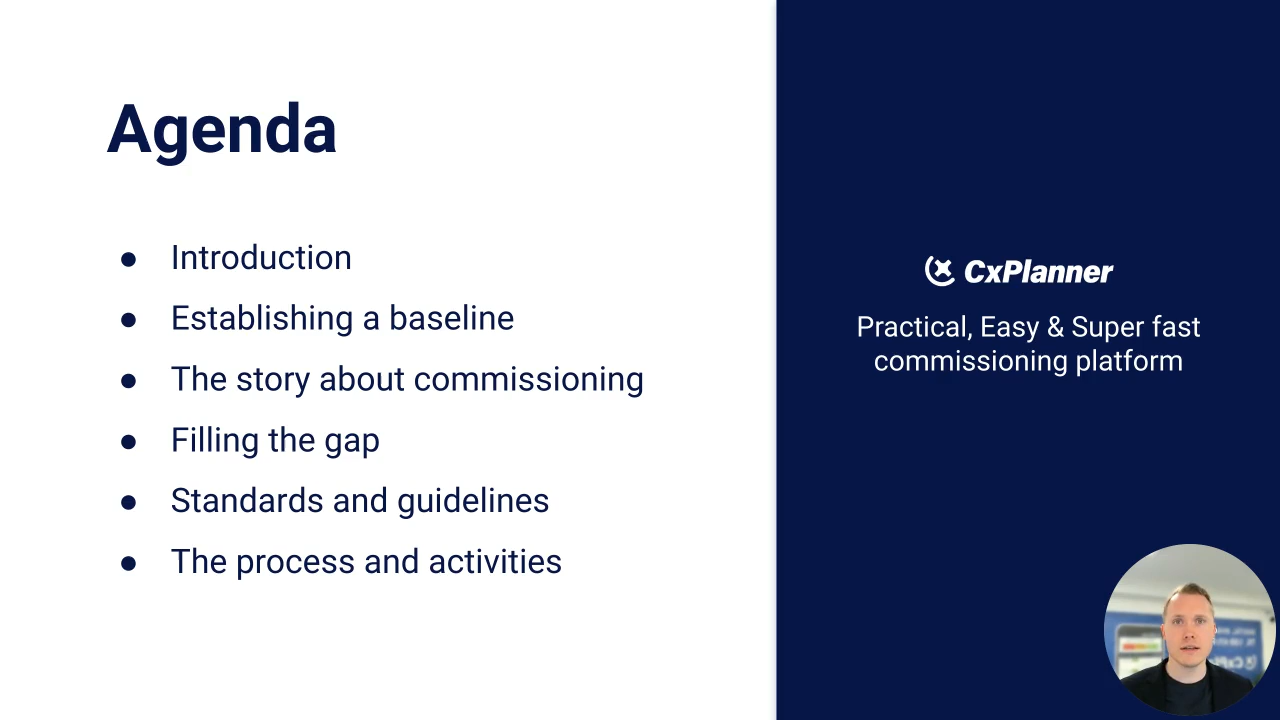 Agenda
● Introduction
● Establishing a baseline
● The story about commissioning
● Filling the gap
● Standards and guidelines
● The process and activities
CxPlanner
Practical, Easy & Super fast
commissioning platform